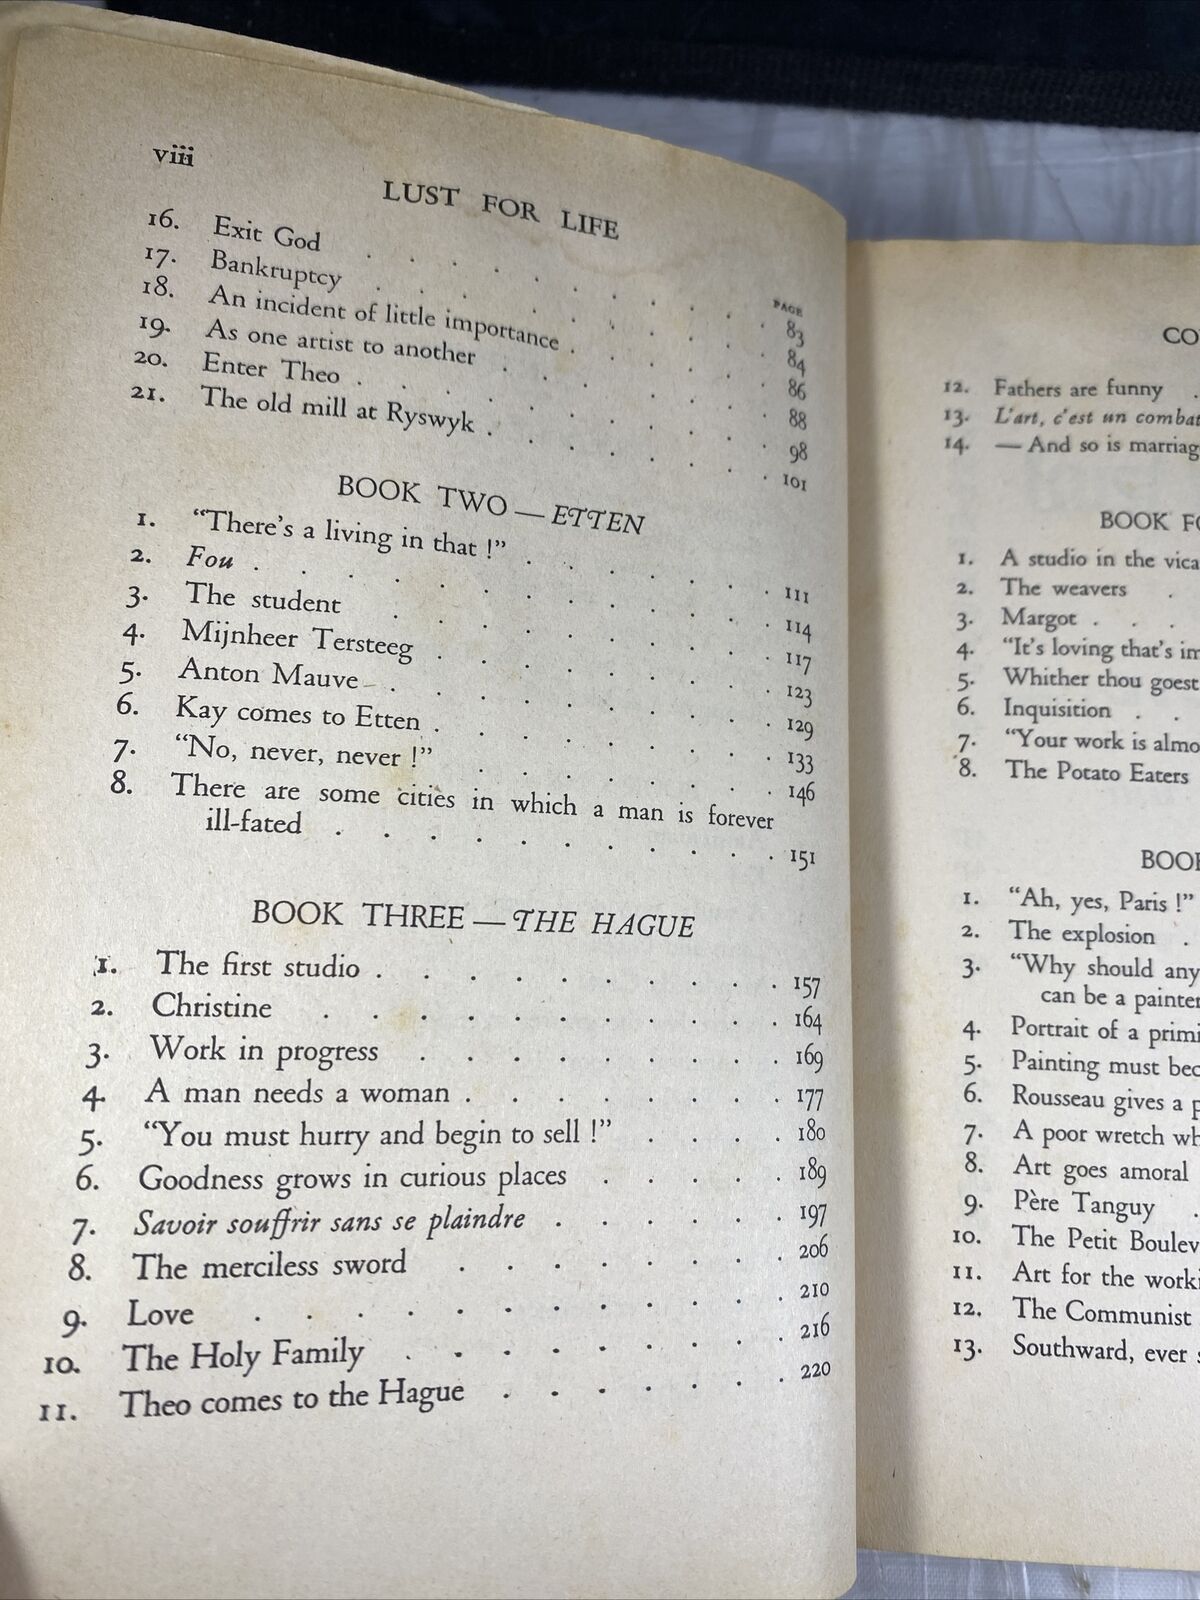 viii
LUST FOR LIFE
PAGE
16. Exit God . . . . . . . . . . 83
17. Bankruptcy . . . . . . . . . 84
18. An incident of little importance . . . . . . 86
19. As one artist to another . . . . . . . 88
20. Enter Theo . . . . . . . . . 98
21. The old mill at Ryswyk . . . . . . . 101
BOOK TWO — ETTEN
1. “There’s a living in that !” . . . . . . . 111
2. Fou . . . . . . . . . . . 114
3. The student . . . . . . . . . 117
4. Mijnheer Tersteeg . . . . . . . . 123
5. Anton Mauve . . . . . . . . . 129
6. Kay comes to Etten . . . . . . . . 133
7. “No, never, never !” . . . . . . . 146
8. There are some cities in which a man is forever
ill-fated . . . . . . . . . . 151
BOOK THREE — THE HAGUE
1. The first studio . . . . . . . . . 157
2. Christine . . . . . . . . . . 164
3. Work in progress . . . . . . . . 169
4. A man needs a woman . . . . . . . 177
5. “You must hurry and begin to sell !” . . . . 180
6. Goodness grows in curious places . . . . . 189
7. Savoir souffrir sans se plaindre . . . . . . 197
8. The merciless sword . . . . . . . . 206
9. Love . . . . . . . . . . . 210
10. The Holy Family . . . . . . . . 216
11. Theo comes to the Hague . . . . . . . 220
12. Fathers are funny .
13. L’art, c’est un combat
14. — And so is marriag
BOOK
1. A studio in the vica
2. The weavers .
3. Margot . . .
4. “It’s loving that’s im
5. Whither thou goest
6. Inquisition . .
7. “Your work is almo
8. The Potato Eaters
BOOK
1. “Ah, yes, Paris !”
2. The explosion .
3. “Why should any
can be a painter
4. Portrait of a primi
5. Painting must bec
6. Rousseau gives a p
7. A poor wretch wh
8. Art goes amoral
9. Père Tanguy .
10. The Petit Boulev
11. Art for the worki
12. The Communist
13. Southward, ever s